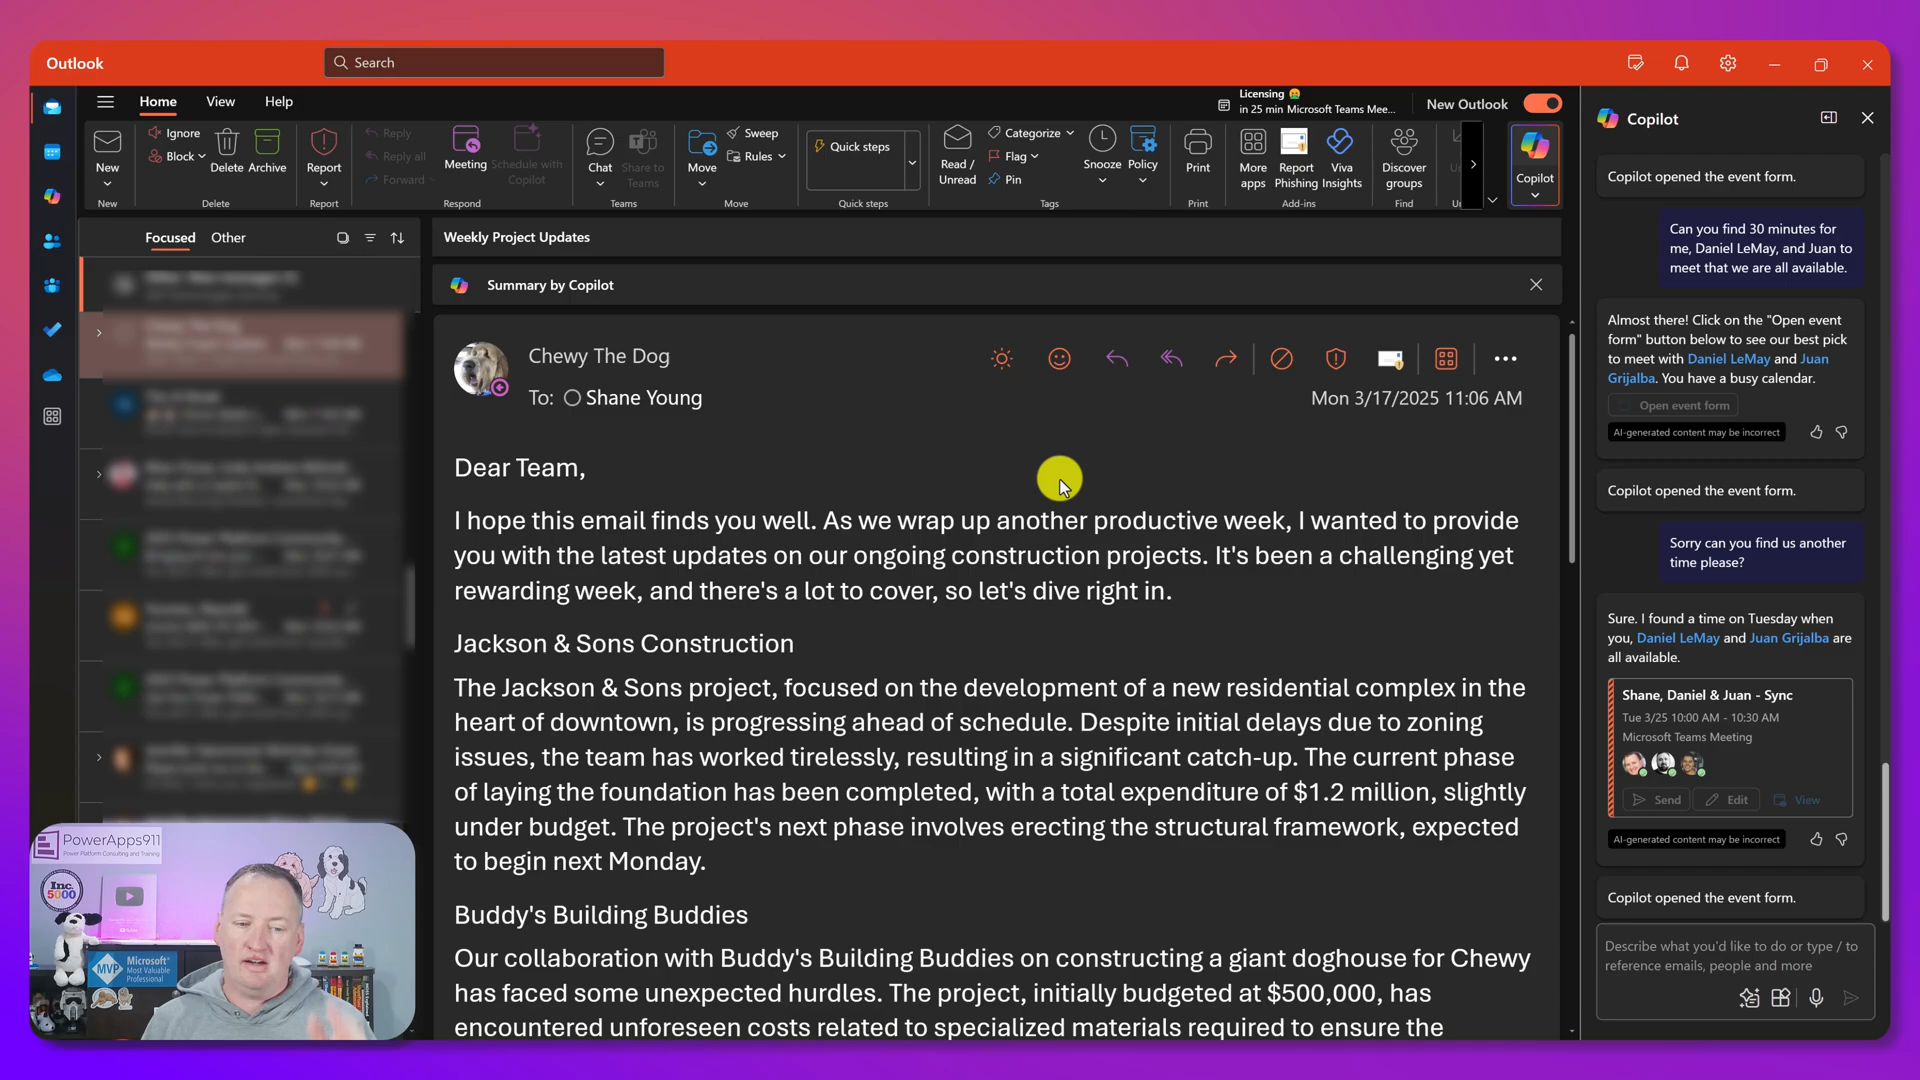 Outlook
Search
Home
View
Help
Licensing
in 25 min Microsoft Teams Mee...
New Outlook
New
Ignore
Block
Delete
Archive
Report
Reply
Reply all
Forward
Meeting
Schedule with
Copilot
Chat
Share to
Teams
Move
Sweep
Rules
Quick steps
Read /
Unread
Categorize
Flag
Pin
Snooze
Policy
Print
More
apps
Report
Phishing
Viva
Insights
Discover
groups
Copilot
New
Delete
Report
Respond
Teams
Move
Quick steps
Tags
Print
Add-ins
Find
Focused
Other
Weekly Project Updates
Summary by Copilot
Chewy The Dog
To: Shane Young
Mon 3/17/2025 11:06 AM
Dear Team,
I hope this email finds you well. As we wrap up another productive week, I wanted to provide
you with the latest updates on our ongoing construction projects. It's been a challenging yet
rewarding week, and there's a lot to cover, so let's dive right in.
Jackson & Sons Construction
The Jackson & Sons project, focused on the development of a new residential complex in the
heart of downtown, is progressing ahead of schedule. Despite initial delays due to zoning
issues, the team has worked tirelessly, resulting in a significant catch-up. The current phase
of laying the foundation has been completed, with a total expenditure of $1.2 million, slightly
under budget. The project's next phase involves erecting the structural framework, expected
to begin next Monday.
Buddy's Building Buddies
Our collaboration with Buddy's Building Buddies on constructing a giant doghouse for Chewy
has faced some unexpected hurdles. The project, initially budgeted at $500,000, has
encountered unforeseen costs related to specialized materials required to ensure the
Copilot
Copilot opened the event form.
Can you find 30 minutes for
me, Daniel LeMay, and Juan to
meet that we are all available.
Almost there! Click on the "Open event
form" button below to see our best pick
to meet with Daniel LeMay and Juan
Grijalba. You have a busy calendar.
Open event form
AI-generated content may be incorrect
Copilot opened the event form.
Sorry can you find us another
time please?
Sure. I found a time on Tuesday when
you, Daniel LeMay and Juan Grijalba are
all available.
Shane, Daniel & Juan - Sync
Tue 3/25 10:00 AM - 10:30 AM
Microsoft Teams Meeting
Send
Edit
View
AI-generated content may be incorrect
Copilot opened the event form.
Describe what you'd like to do or type / to
reference emails, people and more
PowerApps911
Power Platform Consulting and Training
Inc.
5000
MVP
Microsoft
Most Valuable
Professional